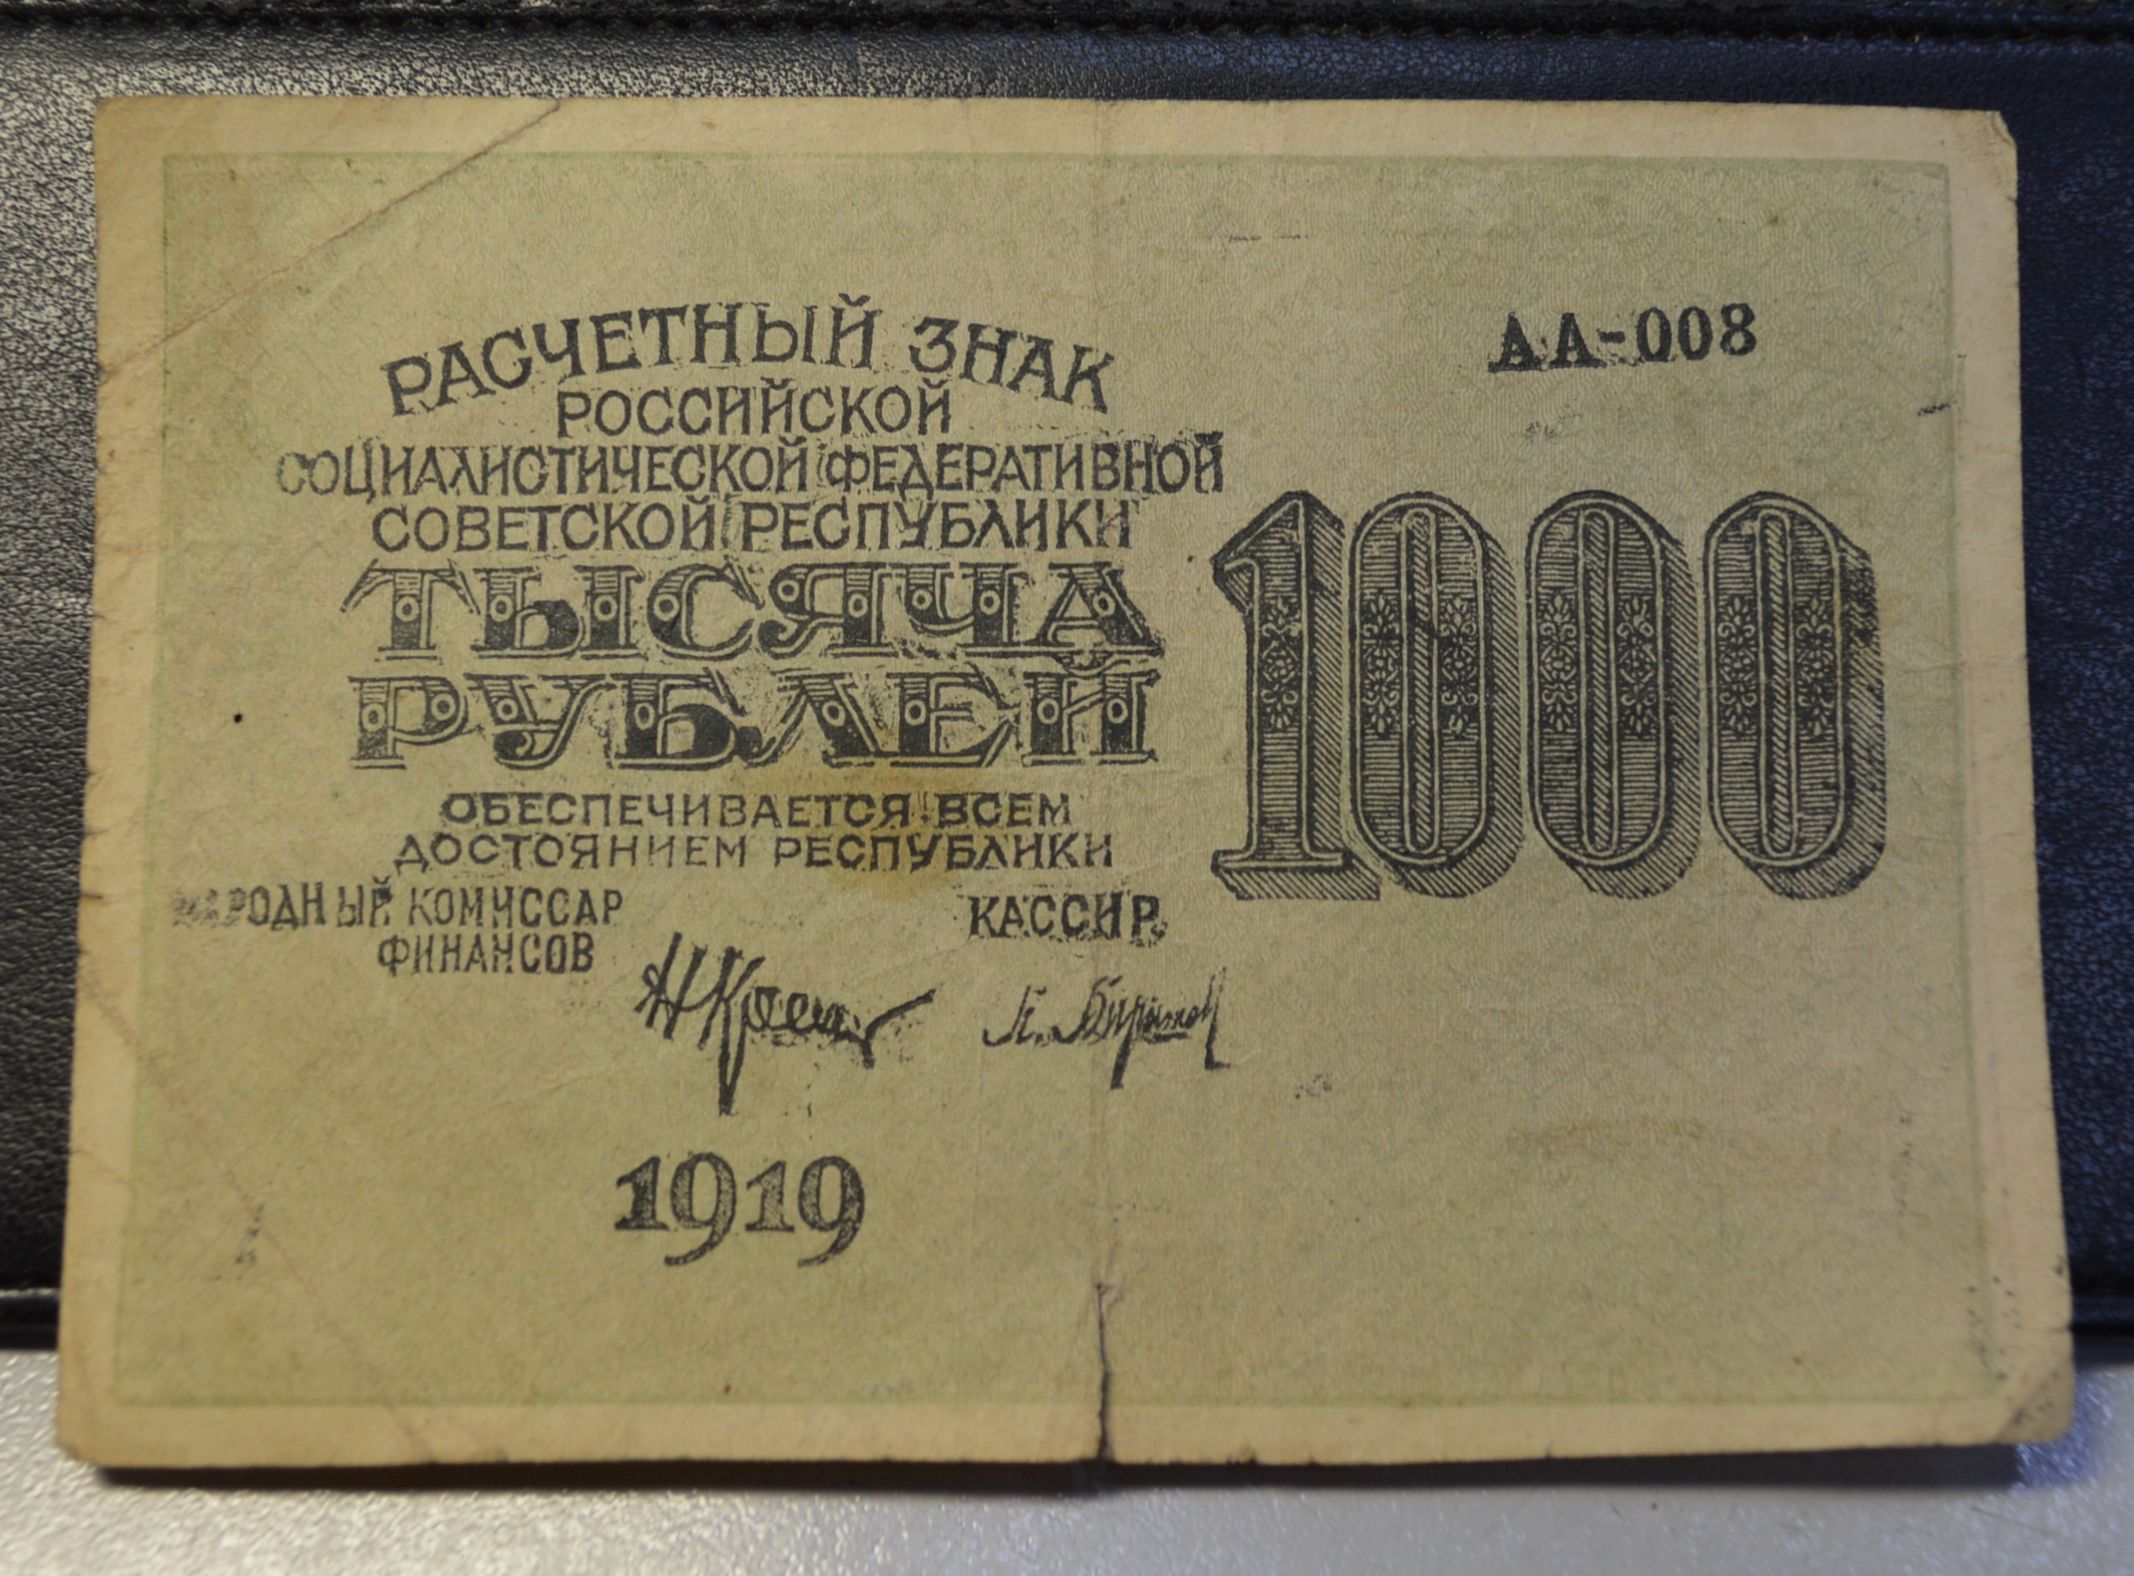 РАСЧЕТНЫЙ ЗНАК
РОССИЙСКОЙ
СОЦИАЛИСТИЧЕСКОЙ ФЕДЕРАТИВНОЙ
СОВЕТСКОЙ РЕСПУБЛИКИ
ТЫСЯЧА
РУБЛЕЙ
ОБЕСПЕЧИВАЕТСЯ ВСЕМ
ДОСТОЯНИЕМ РЕСПУБЛИКИ
НАРОДНЫЙ КОМИССАР
ФИНАНСОВ
КАССИР
1919
АА-008
1000